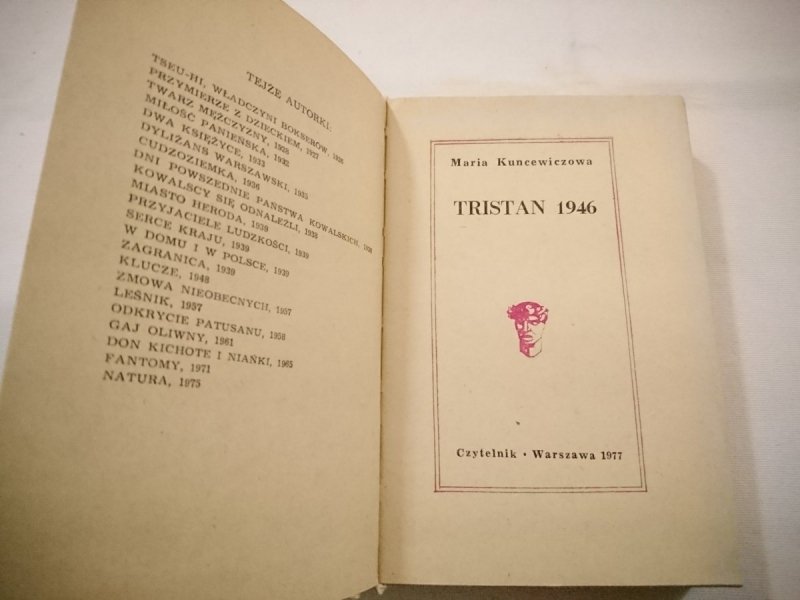 TEJŻE AUTORKI:
TSEU-HI. WŁADCZYNI BOKSERÓW, 1926
PRZYMIERZE Z DZIECKIEM, 1927
TWARZ MĘŻCZYZNY, 1928
MIŁOŚĆ PANIEŃSKA, 1932
DWA KSIĘŻYCE, 1933
DYLIŻANS WARSZAWSKI, 1935
CUDZOZIEMKA, 1936
DNI POWSZEDNIE PAŃSTWA KOWALSKICH, 1938
KOWALSCY SIĘ ODNALEŹLI, 1938
MIASTO HERODA, 1939
PRZYJACIELE LUDZKOŚCI, 1939
SERCE KRAJU, 1939
W DOMU I W POLSCE, 1939
ZAGRANICA, 1939
KLUCZE, 1948
ZMOWA NIEOBECNYCH, 1957
LEŚNIK, 1957
ODKRYCIE PATUSANU, 1958
GAJ OLIWNY, 1961
DON KICHOTE I NIAŃKI, 1965
FANTOMY, 1971
NATURA, 1975
Maria Kuncewiczowa
TRISTAN 1946
Czytelnik • Warszawa 1977